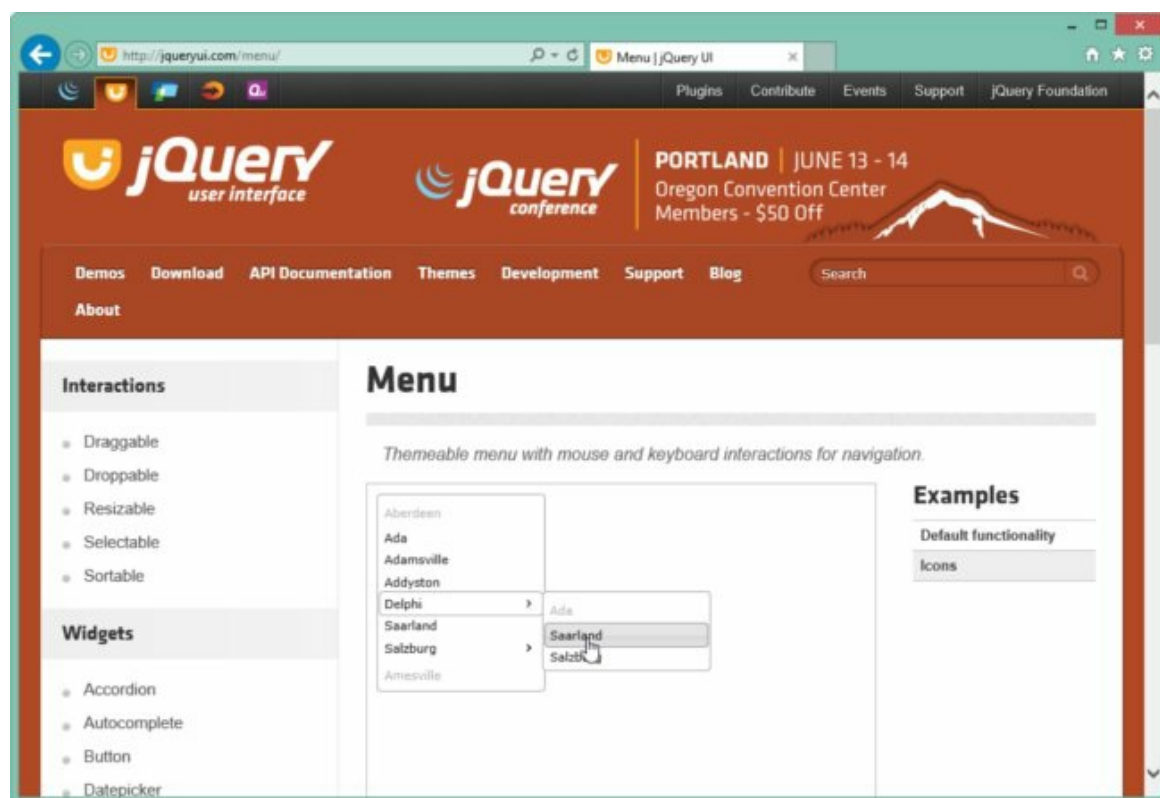 http://jqueryui.com/menu/
Menu | jQuery UI
Plugins Contribute Events Support jQuery Foundation
jQuery
user interface
jQuery
conference
PORTLAND | JUNE 13 - 14
Oregon Convention Center
Members - $50 Off
Demos Download API Documentation Themes Development Support Blog
Search
About
Interactions
Draggable
Droppable
Resizable
Selectable
Sortable
Widgets
Accordion
Autocomplete
Button
Datepicker
Menu
Themeable menu with mouse and keyboard interactions for navigation.
Aberdeen
Ada
Adamsville
Addyston
Delphi
Saarland
Salzburg
Amesville
Ada
Saarland
Salzburg
Examples
Default functionality
Icons